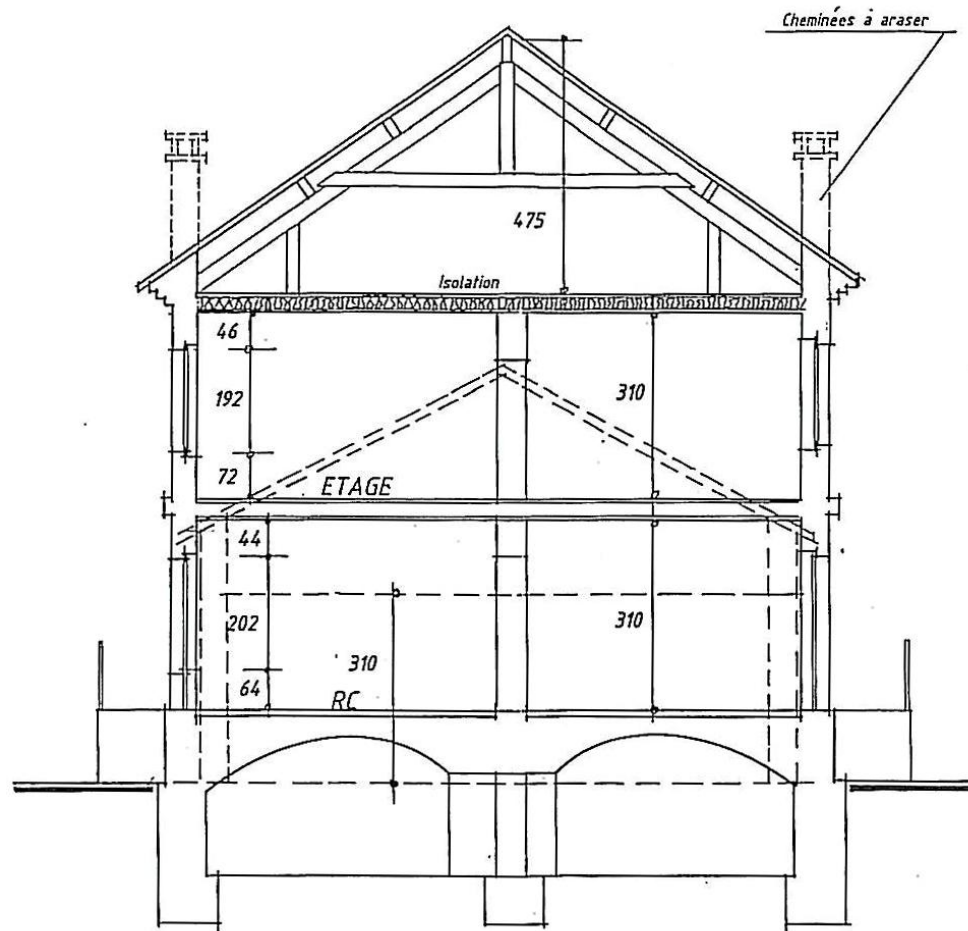 Cheminées à araser
475
Isolation
46
192
310
72
ETAGE
44
202
310
310
64
RC